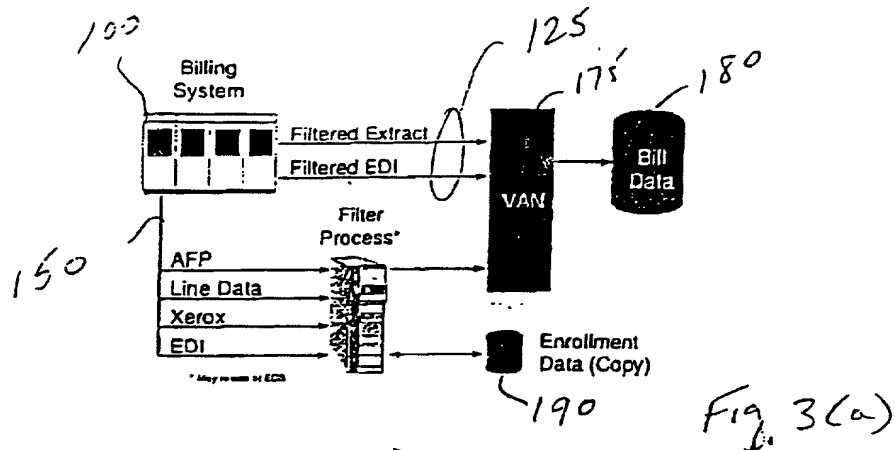 100
125
175
180
Billing
System
Filtered Extract
Filtered EDI
VAN
Bill
Data
Filter
Process*
150
AFP
Line Data
Xerox
EDI
Enrollment
Data (Copy)
* May
190
Fig. 3(a)